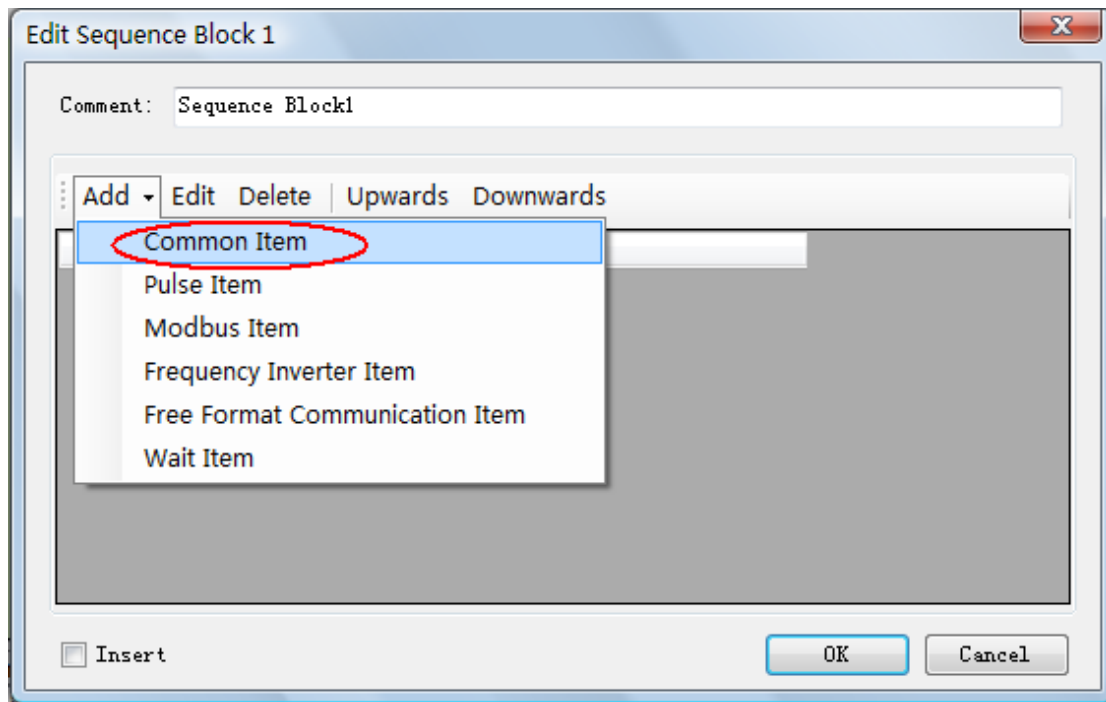 Edit Sequence Block 1
Comment: Sequence Block1
Add Edit Delete Upwards Downwards
Common Item
Pulse Item
Modbus Item
Frequency Inverter Item
Free Format Communication Item
Wait Item
Insert OK Cancel